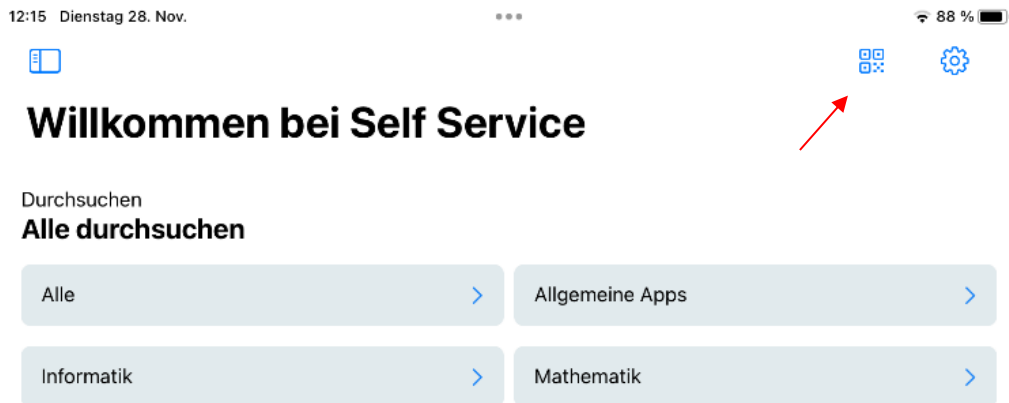 12:15 Dienstag 28. Nov. 88 %
Willkommen bei Self Service
Durchsuchen
Alle durchsuchen
Alle Allgemeine Apps
Informatik Mathematik